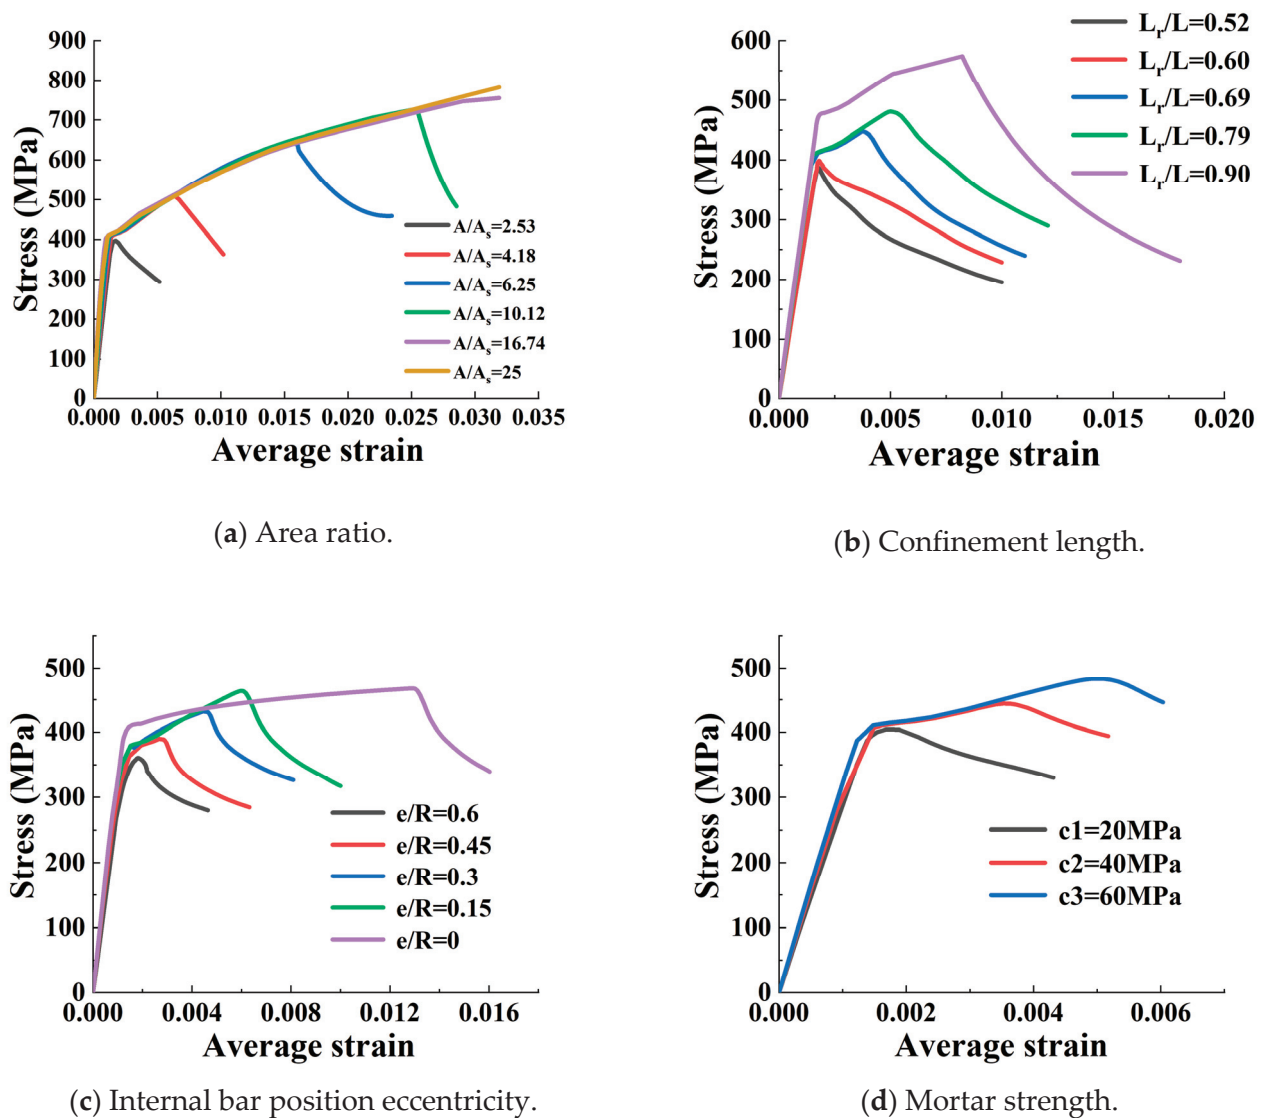 900
800
700
600
500
400
300
200
100
0
Stress (MPa)
A/Aₛ=2.53
A/Aₛ=4.18
A/Aₛ=6.25
A/Aₛ=10.12
A/Aₛ=16.74
A/Aₛ=25
0.000 0.005 0.010 0.015 0.020 0.025 0.030 0.035
Average strain
(a) Area ratio.
600
500
400
300
200
100
0
Stress (MPa)
Lᵣ/L=0.52
Lᵣ/L=0.60
Lᵣ/L=0.69
Lᵣ/L=0.79
Lᵣ/L=0.90
0.000 0.005 0.010 0.015 0.020
Average strain
(b) Confinement length.
500
400
300
200
100
0
Stress (MPa)
e/R=0.6
e/R=0.45
e/R=0.3
e/R=0.15
e/R=0
0.000 0.004 0.008 0.012 0.016
Average strain
(c) Internal bar position eccentricity.
500
400
300
200
100
0
Stress (MPa)
c1=20MPa
c2=40MPa
c3=60MPa
0.000 0.002 0.004 0.006
Average strain
(d) Mortar strength.